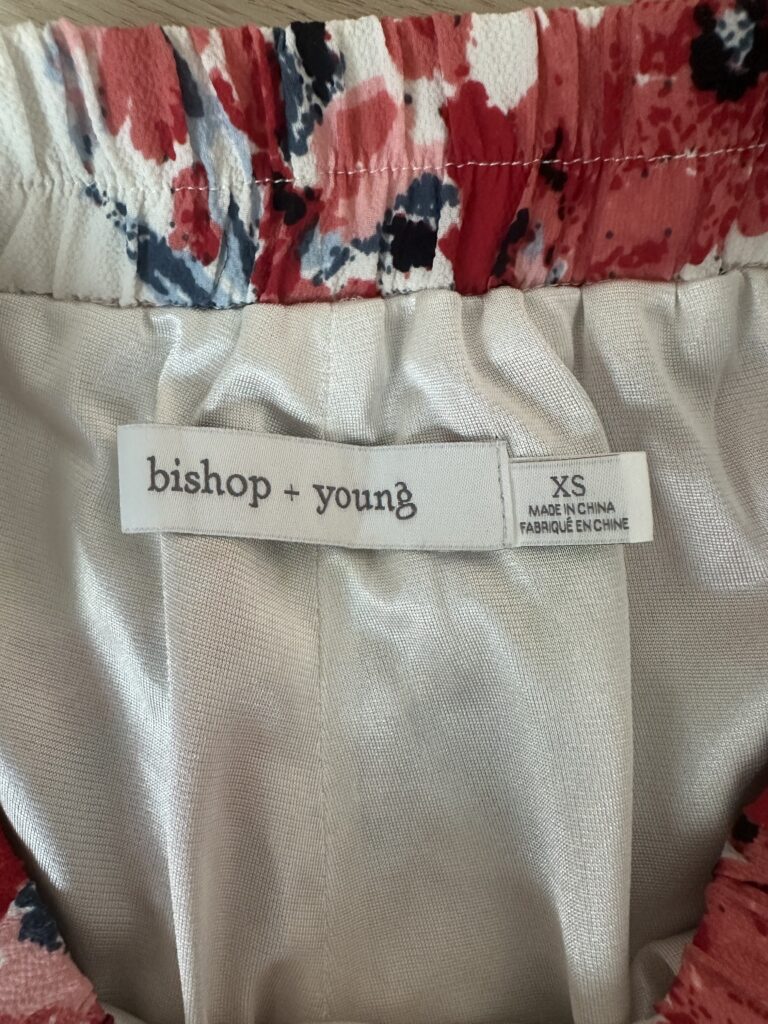 bishop + young
XS
MADE IN CHINA
FABRIQUÉ EN CHINE